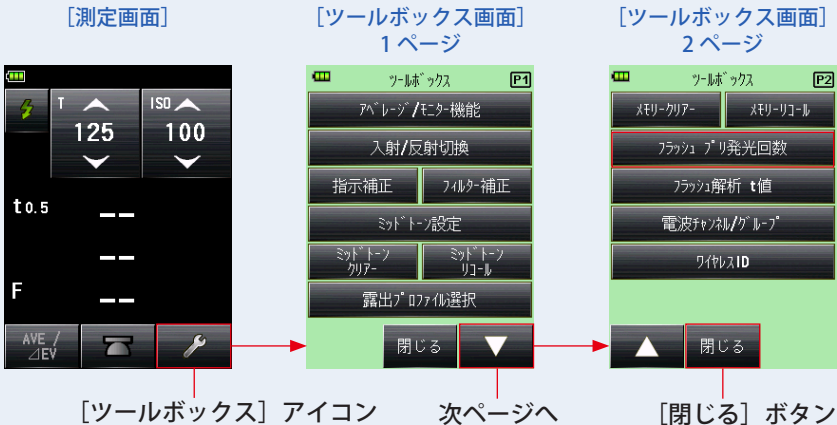 ［測定画面］
［ツールボックス画面］
1 ページ
［ツールボックス画面］
2 ページ
T
125
ISO
100
t0.5
--
--
F
--
AVE /
⊿EV
ﾂｰﾙﾎﾞｯｸｽ
P1
ｱﾍﾞﾚｰｼﾞ/ﾓﾆﾀｰ機能
入射/反射切換
指示補正
ﾌｨﾙﾀｰ補正
ﾐｯﾄﾞﾄｰﾝ設定
ﾐｯﾄﾞﾄｰﾝ
ｸﾘｱｰ
ﾐｯﾄﾞﾄｰﾝ
ﾘｺｰﾙ
露出ﾌﾟﾛﾌｧｲﾙ選択
閉じる
ﾂｰﾙﾎﾞｯｸｽ
P2
ﾒﾓﾘｰｸﾘｱｰ
ﾒﾓﾘｰﾘｺｰﾙ
ﾌﾗｯｼｭ ﾌﾟﾘ発光回数
ﾌﾗｯｼｭ解析 t値
電波ﾁｬﾝﾈﾙ/ｸﾞﾙｰﾌﾟ
ﾜｲﾔﾚｽID
閉じる
［ツールボックス］アイコン
次ページへ
［閉じる］ボタン